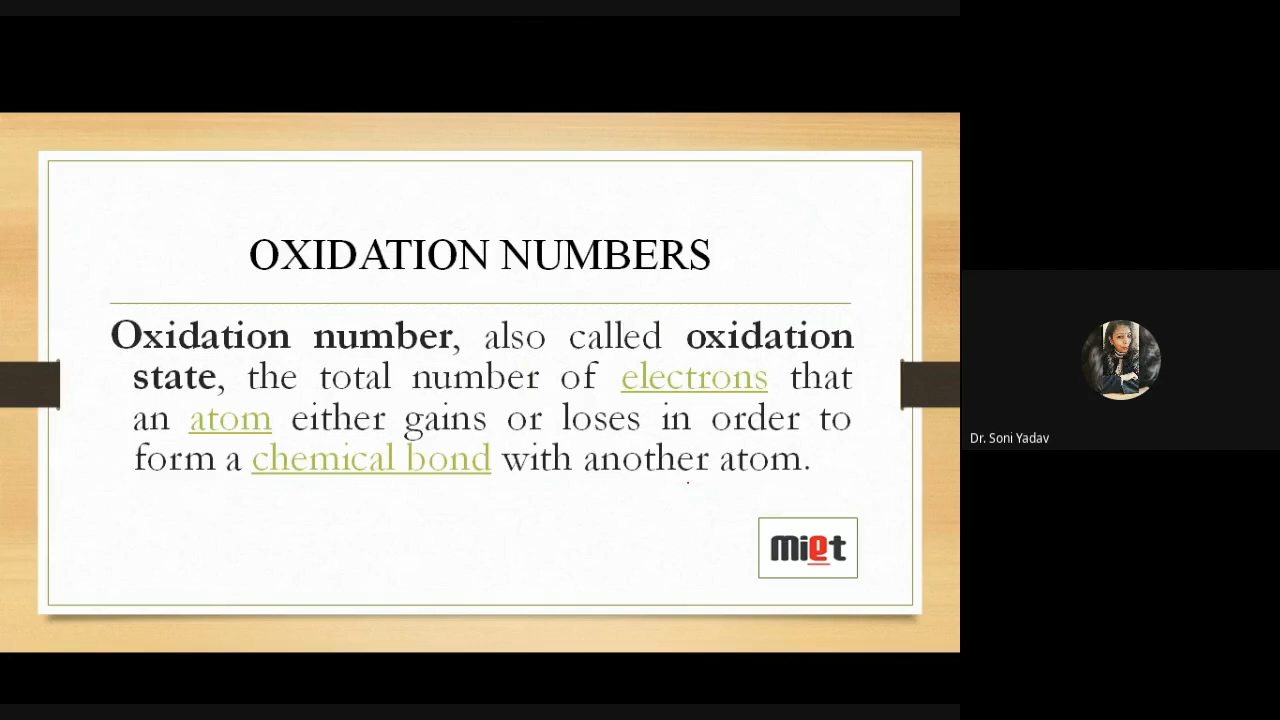 OXIDATION NUMBERS
Oxidation number, also called oxidation
state, the total number of electrons that
an atom either gains or loses in order to
form a chemical bond with another atom.
miet
Dr. Soni Yadav